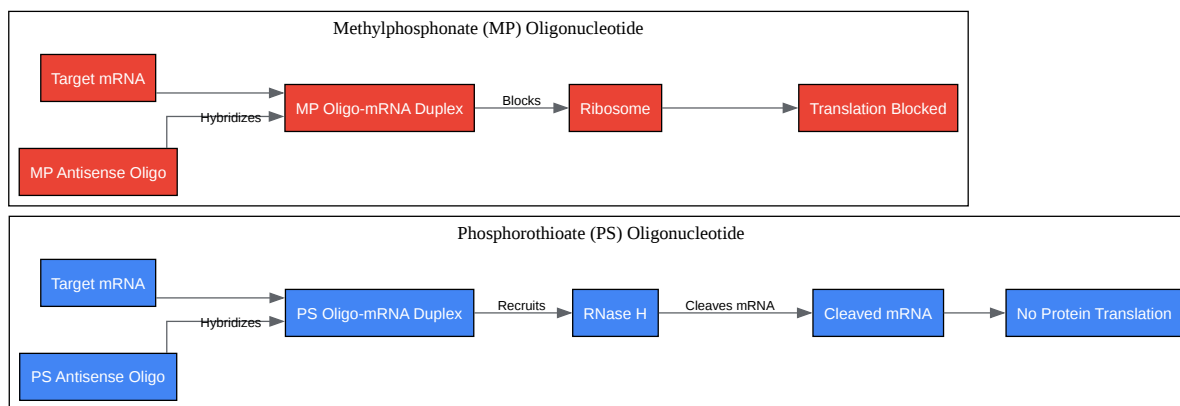 Methylphosphonate (MP) Oligonucleotide
Target mRNA
MP Oligo-mRNA Duplex
Blocks
Ribosome
Translation Blocked
Hybridizes
MP Antisense Oligo
Phosphorothioate (PS) Oligonucleotide
Target mRNA
PS Oligo-mRNA Duplex
Recruits
RNase H
Cleaves mRNA
Cleaved mRNA
No Protein Translation
Hybridizes
PS Antisense Oligo